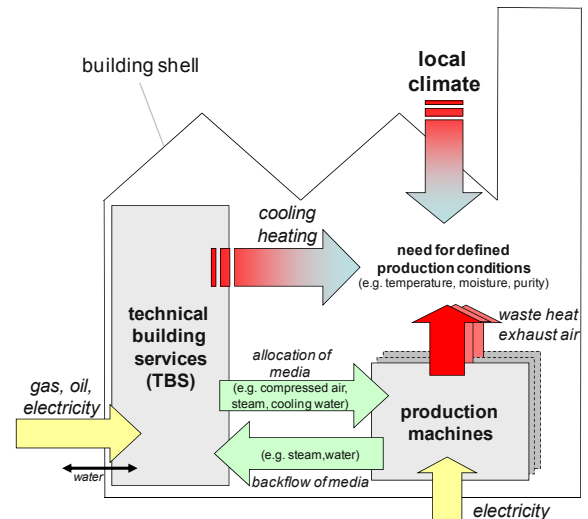 building shell
local
climate
cooling
heating
need for defined
production conditions
(e.g. temperature, moisture, purity)
technical
building
services
(TBS)
waste heat
exhaust air
allocation of
media
(e.g. compressed air,
steam, cooling water)
gas, oil,
electricity
production
machines
(e.g. steam,water)
water
backflow of media
electricity